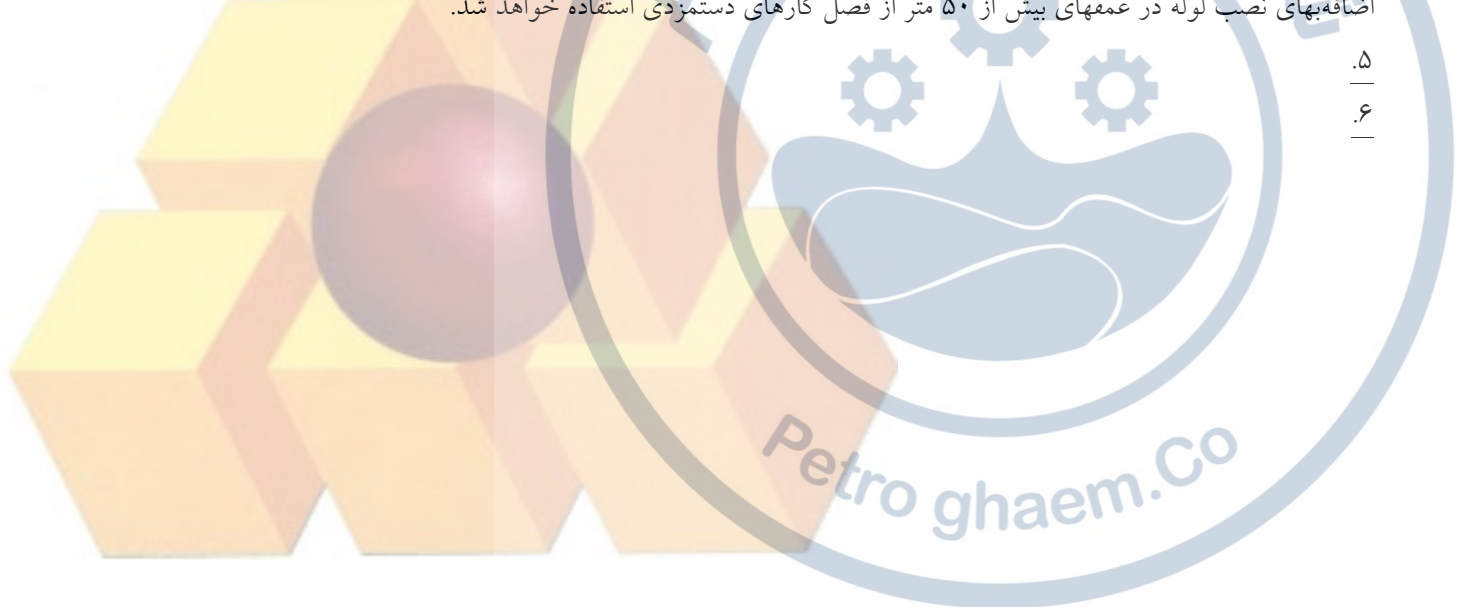 اضافه‌بهای نصب لوله در عمقهای بیش از ۵۰ متر از فصل کارهای دستمزدی استفاده خواهد شد.
.۵
.۶
Petro ghaem.Co